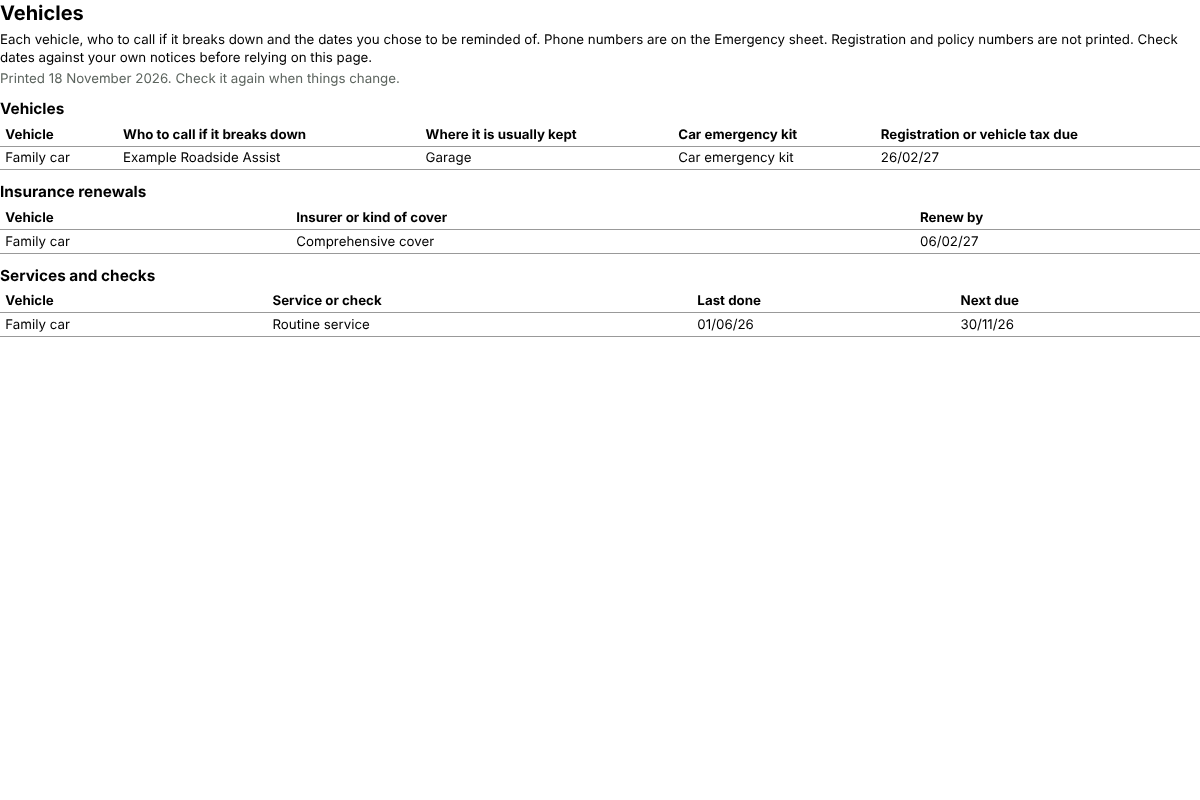 Vehicles
Each vehicle, who to call if it breaks down and the dates you chose to be reminded of. Phone numbers are on the Emergency sheet. Registration and policy numbers are not printed. Check
dates against your own notices before relying on this page.
Printed 18 November 2026. Check it again when things change.
Vehicles
Vehicle Who to call if it breaks down Where it is usually kept Car emergency kit Registration or vehicle tax due
Family car Example Roadside Assist Garage Car emergency kit 26/02/27
Insurance renewals
Vehicle Insurer or kind of cover Renew by
Family car Comprehensive cover 06/02/27
Services and checks
Vehicle Service or check Last done Next due
Family car Routine service 01/06/26 30/11/26